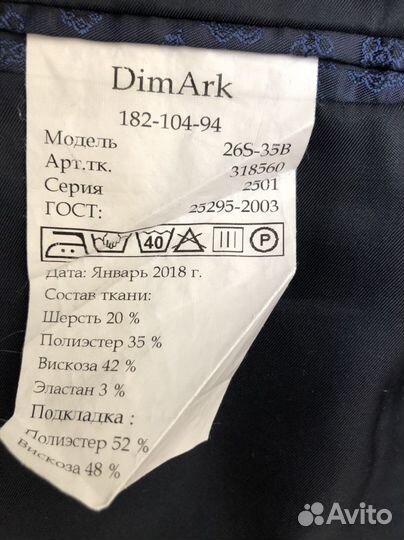 DimArk
182-104-94
Модель 26S-35B
Арт.тк. 318560
Серия 2501
ГОСТ: 25295-2003
40 P
Дата: Январь 2018 г.
Состав ткани:
Шерсть 20 %
Полиэстер 35 %
Вискоза 42 %
Эластан 3 %
Подкладка :
Полиэстер 52 %
Вискоза 48 %
Avito